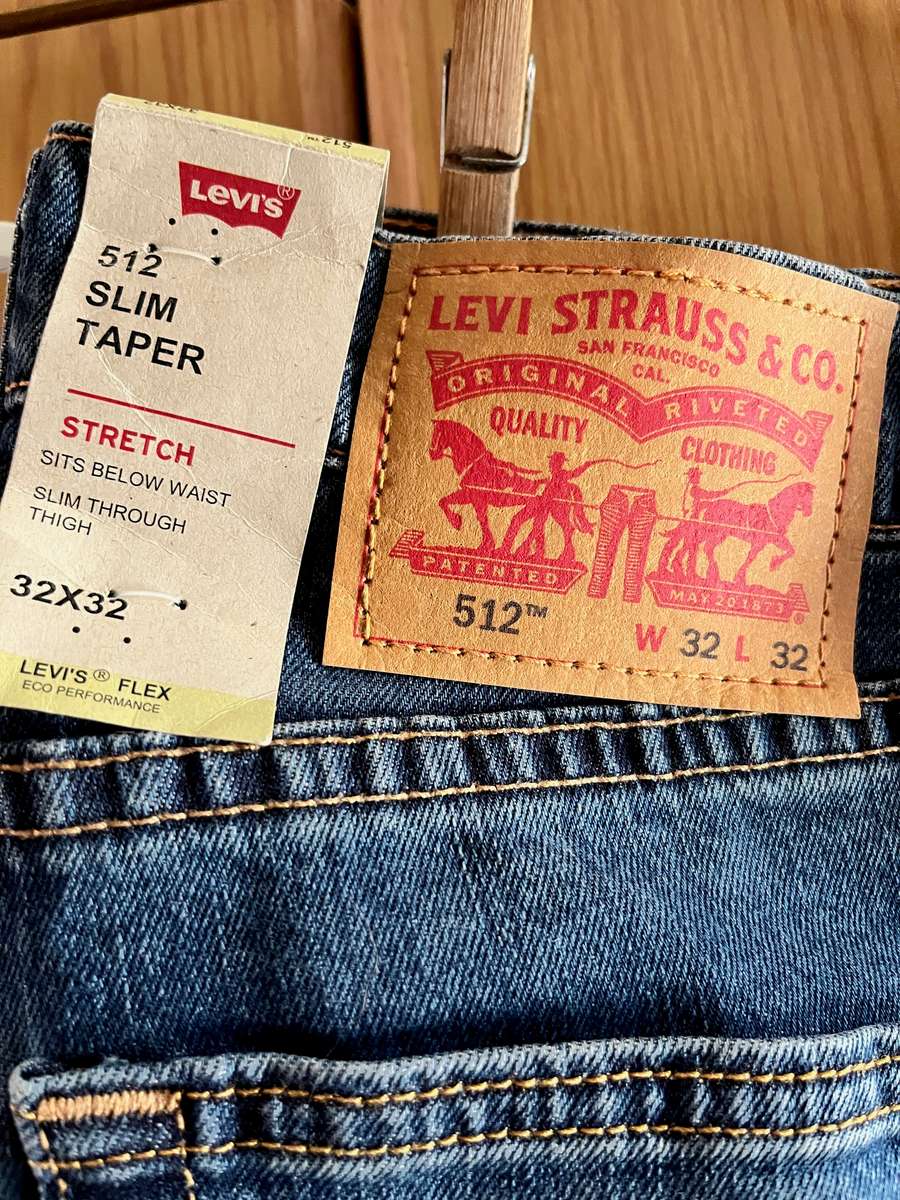 LEVI'S®
512
SLIM
TAPER
STRETCH
SITS BELOW WAIST
SLIM THROUGH
THIGH
32X32
LEVI'S® FLEX
ECO PERFORMANCE
LEVI STRAUSS & CO.
SAN FRANCISCO
CAL.
ORIGINAL RIVETED
QUALITY CLOTHING
PATENTED MAY 20 1873 ®
512™
W 32 L 32